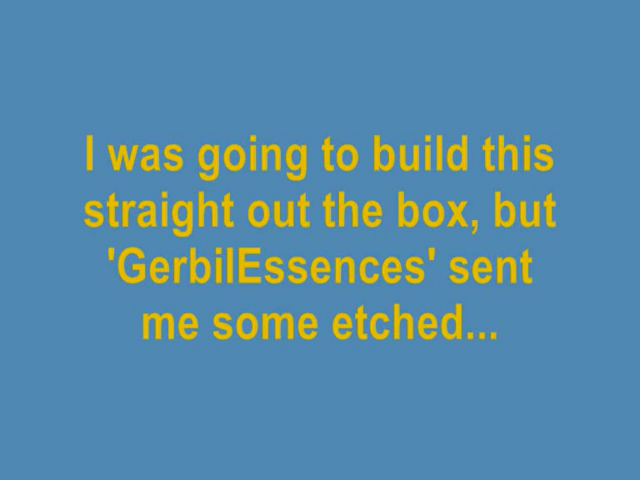 I was going to build this
straight out the box, but
'GerbilEssences' sent
me some etched...